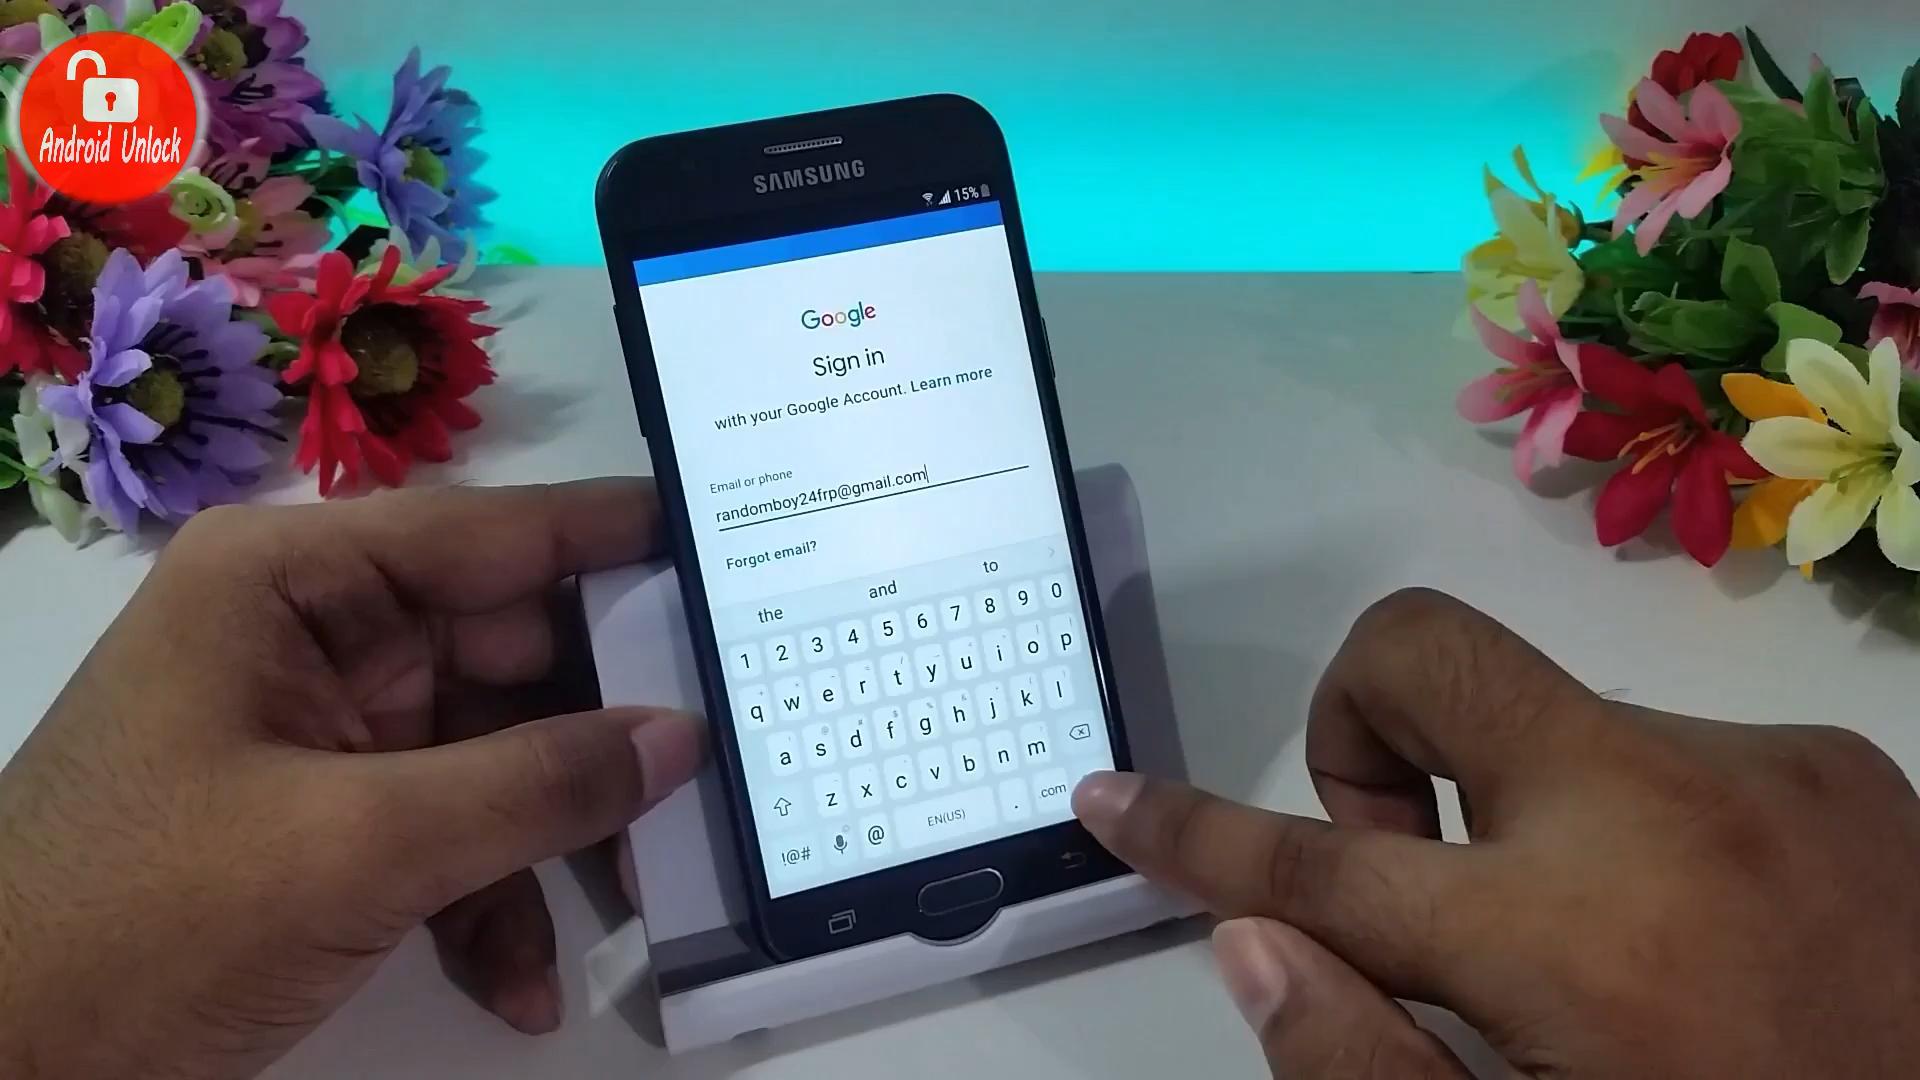 Android Unlock
SAMSUNG
15%
Google
Sign in
with your Google Account. Learn more
Email or phone
randomboy24frp@gmail.com
Forgot email?
the and to
1 2 3 4 5 6 7 8 9 0
q w e r t y u i o p
a s d f g h j k l
z x c v b n m
!@# @ EN(US) . .com